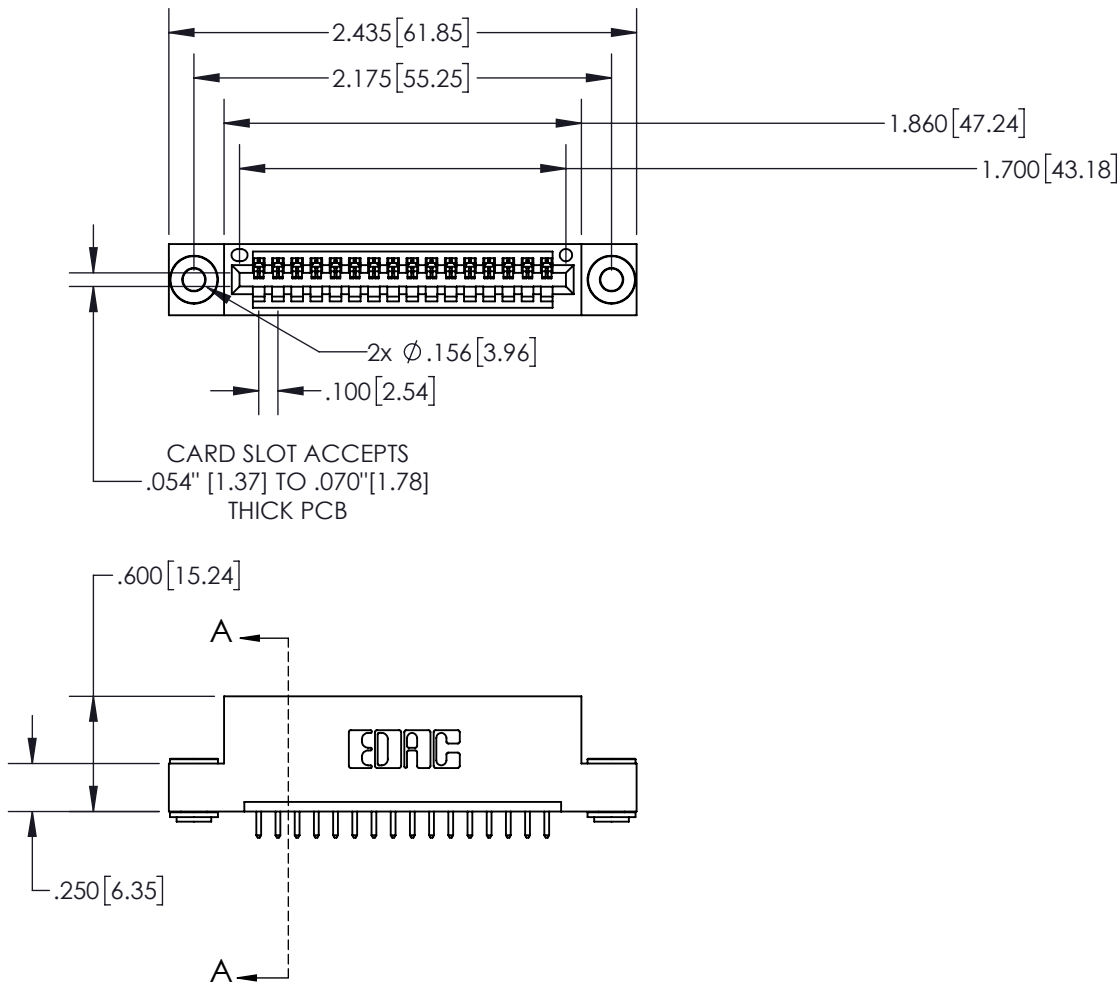 2.435[61.85]
2.175[55.25]
1.860[47.24]
1.700[43.18]
2x ∅.156[3.96]
.100[2.54]
CARD SLOT ACCEPTS
.054" [1.37] TO .070"[1.78]
THICK PCB
.600[15.24]
A
EDAC
.250[6.35]
A